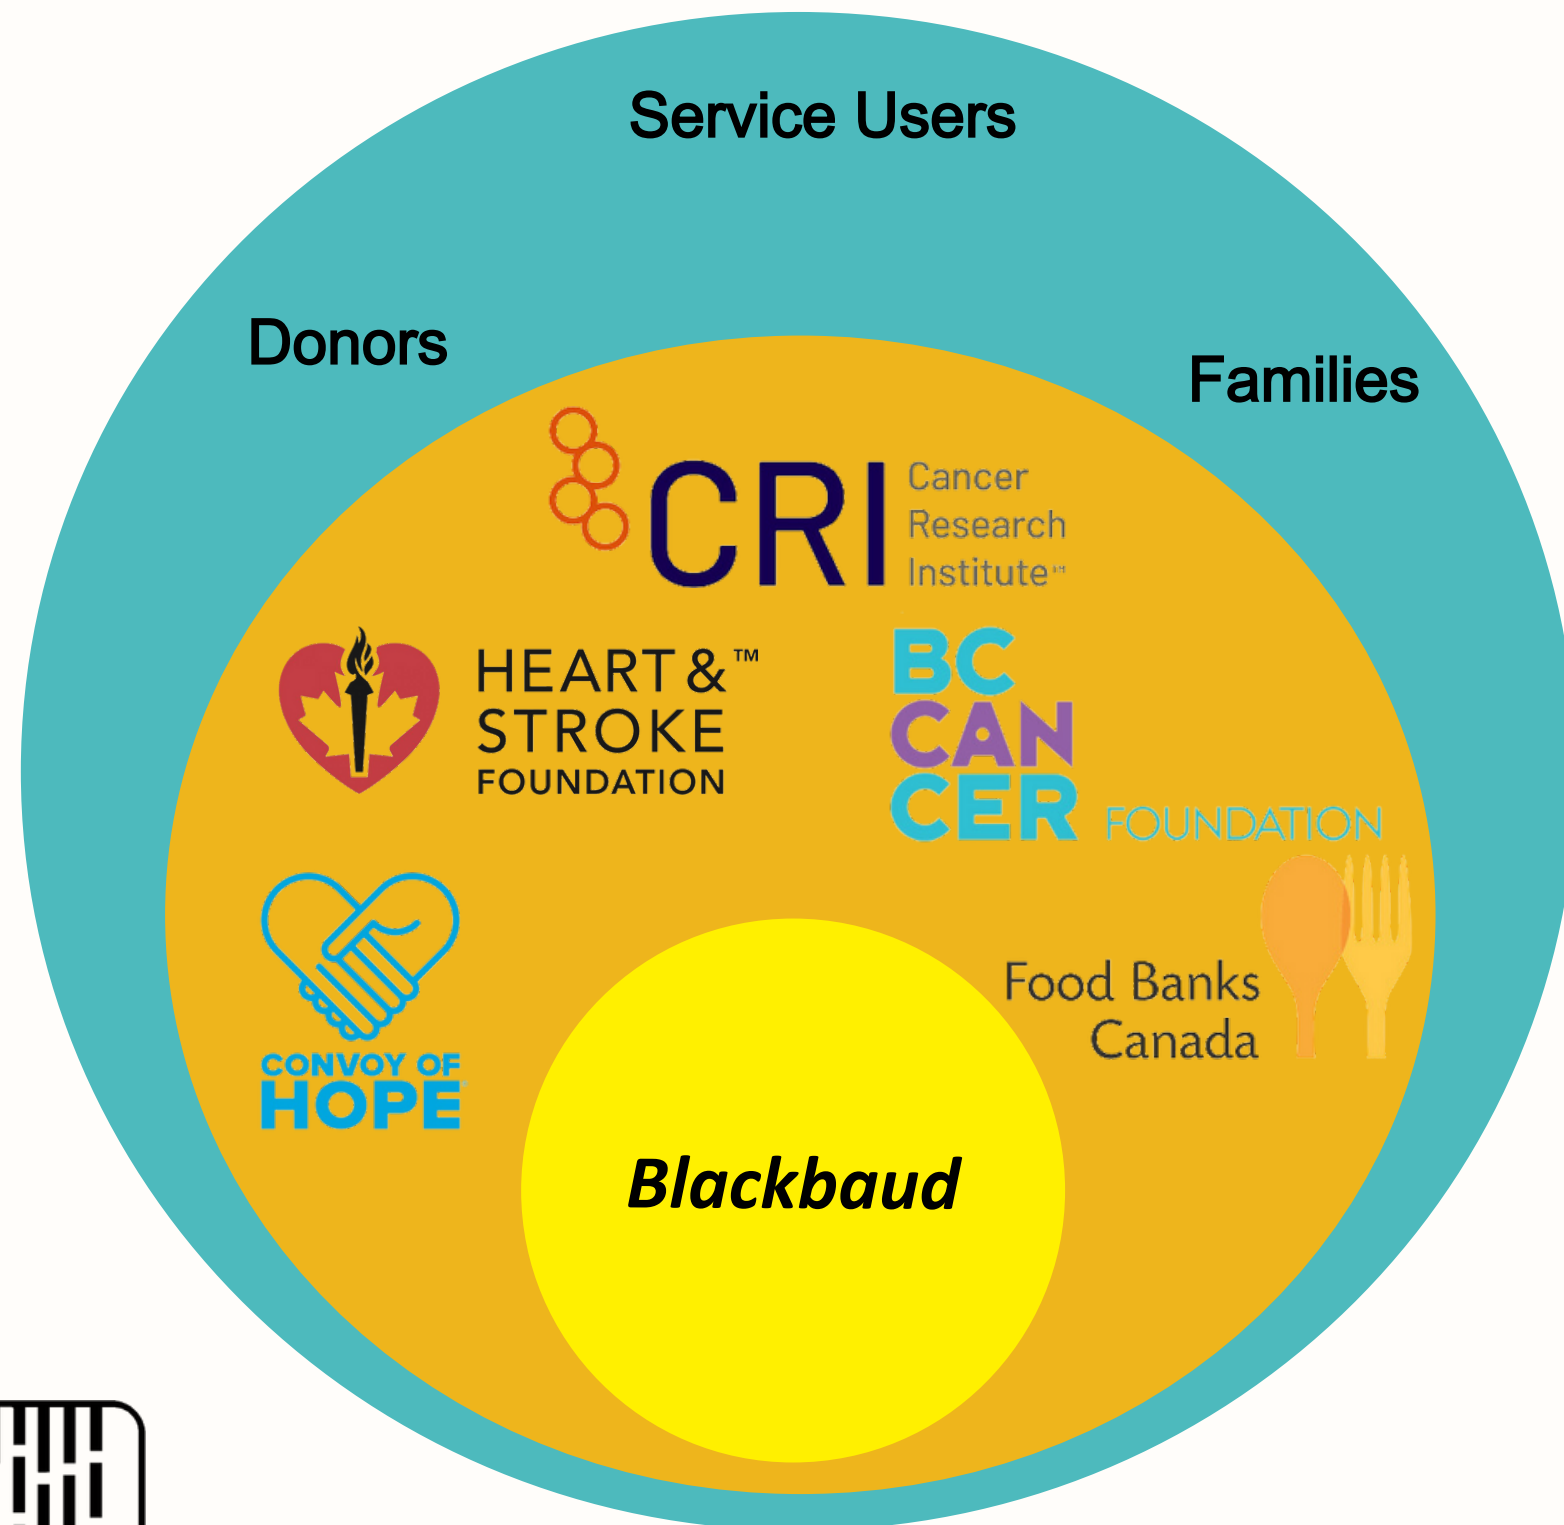 Service Users
Donors
Families
CRI
Cancer
Research
Institute℠
HEART &™
STROKE
FOUNDATION
BC
CAN
CER
FOUNDATION
CONVOY OF
HOPE
Food Banks
Canada
Blackbaud